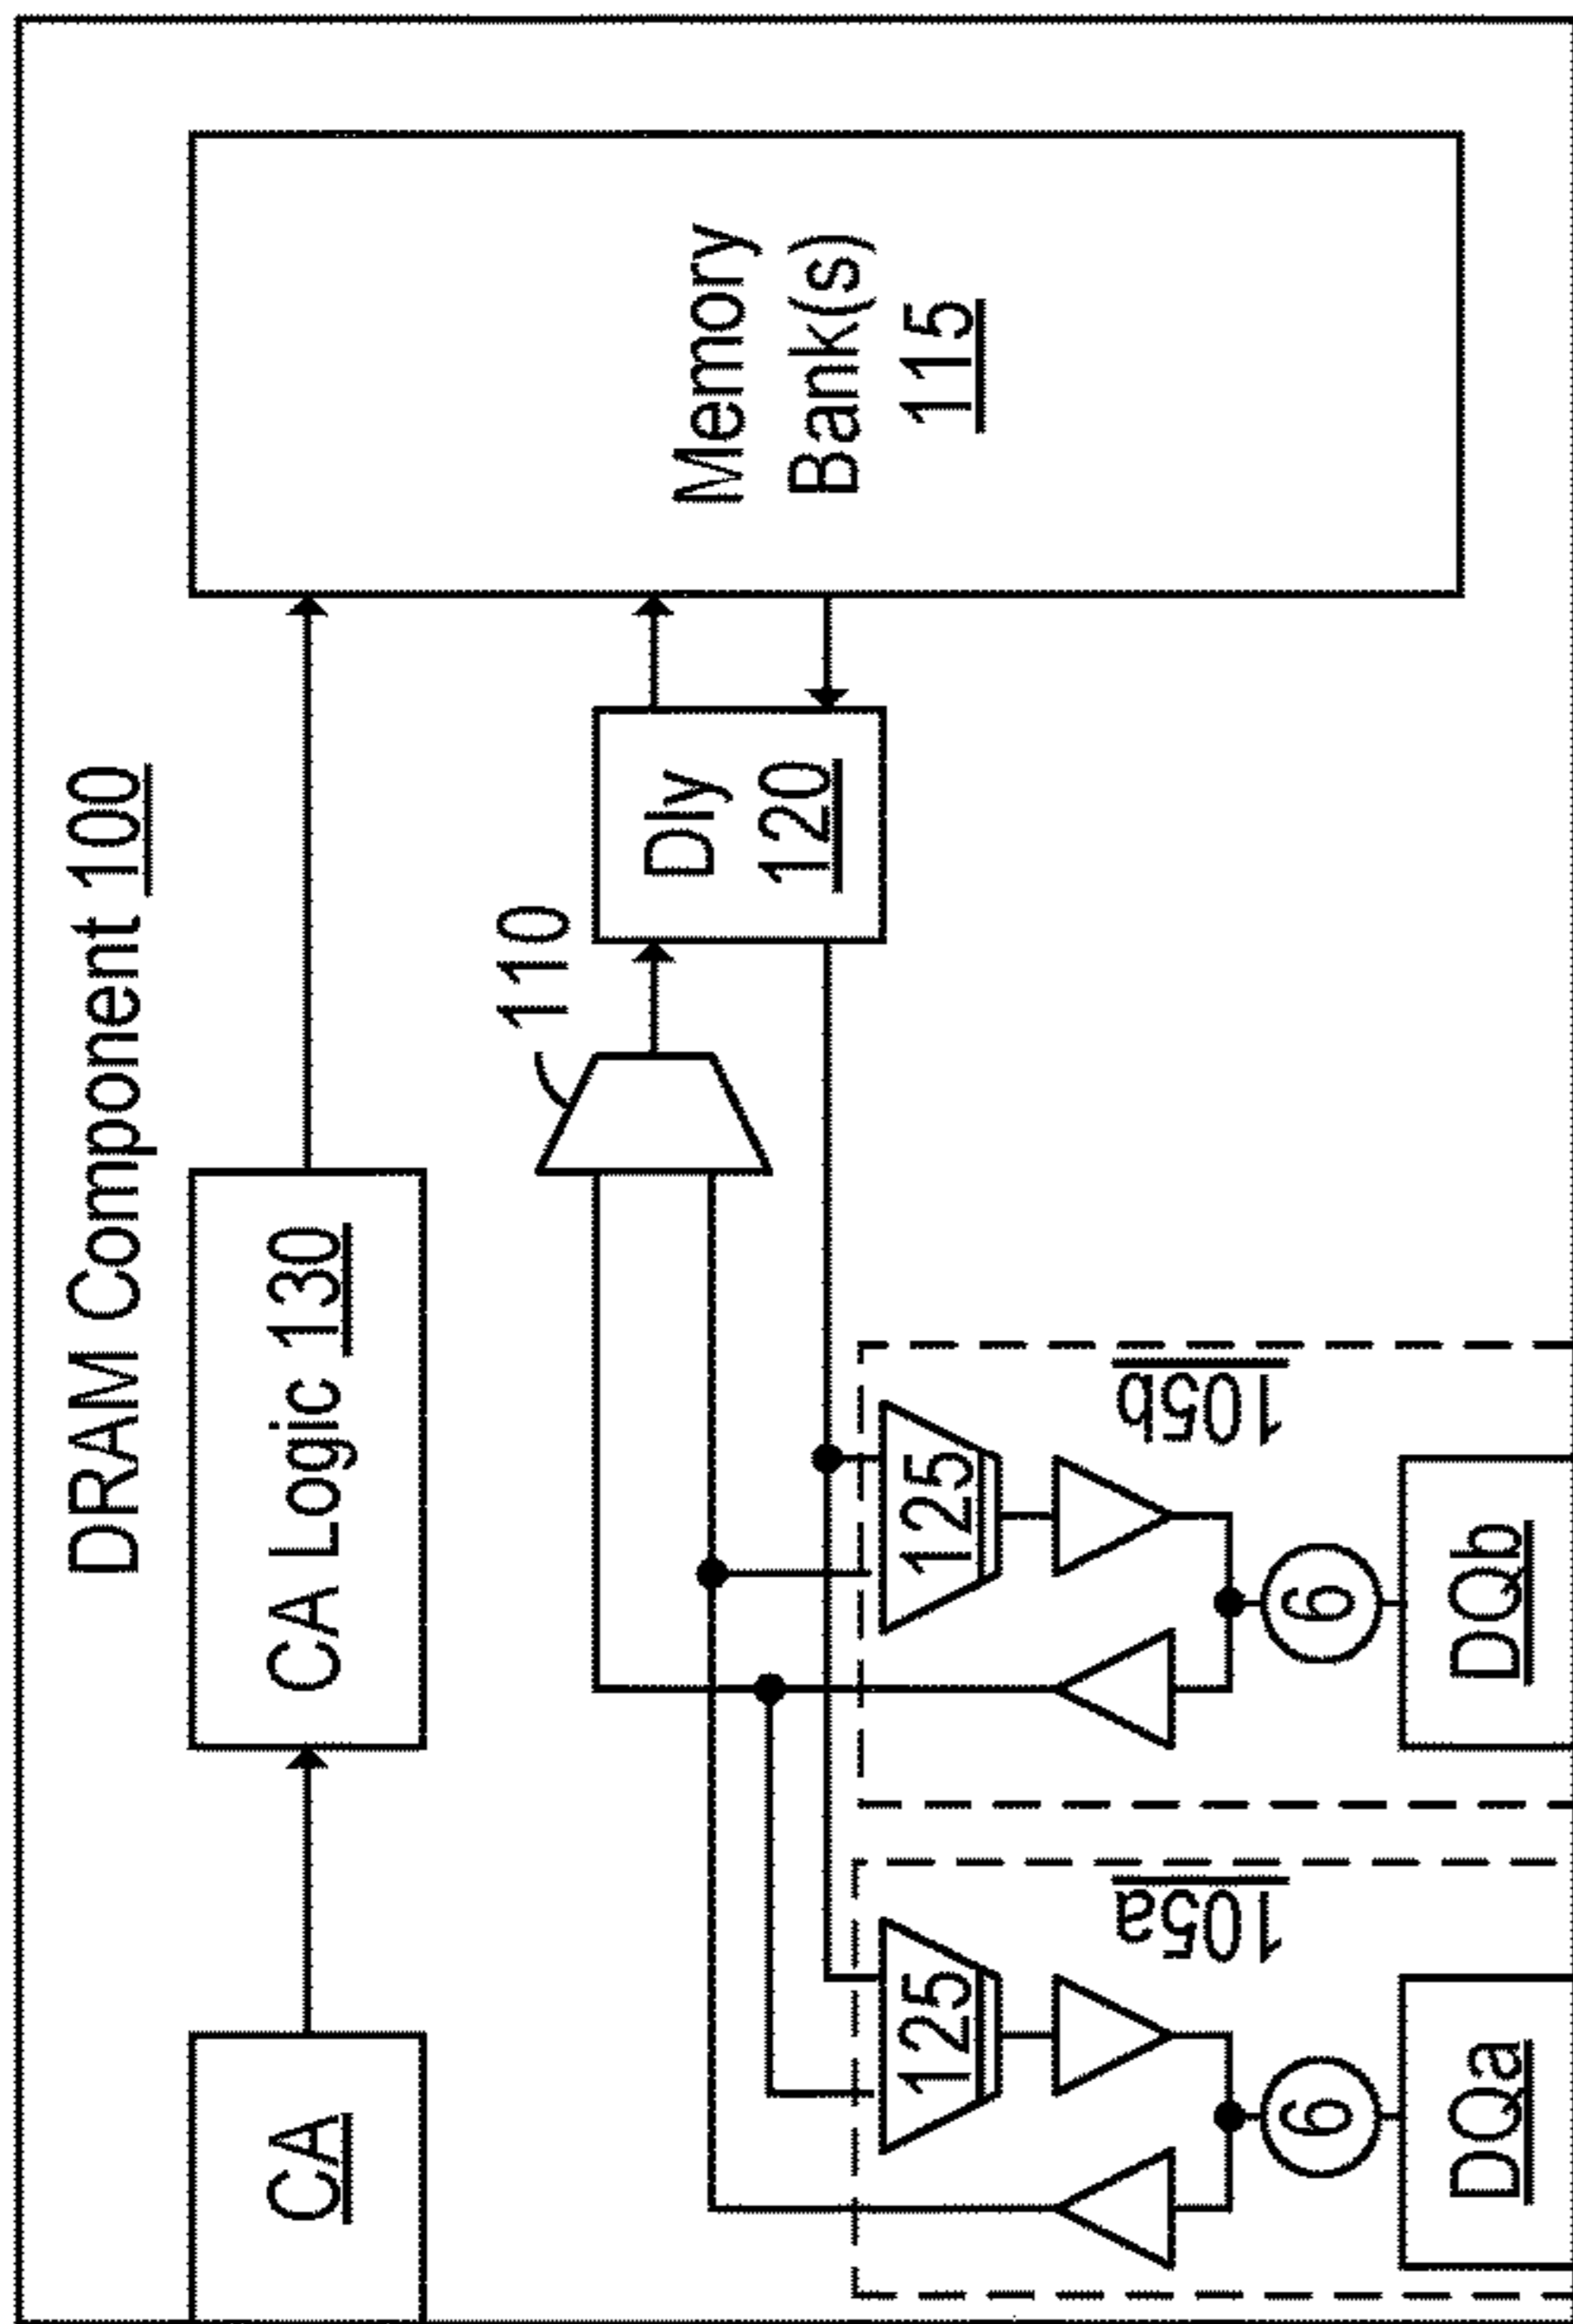 DRAM Component 100
CA
CA Logic 130
Memory
Bank(s)
115
110
Dly
120
125
125
105a
105b
6
6
DQa
DQb